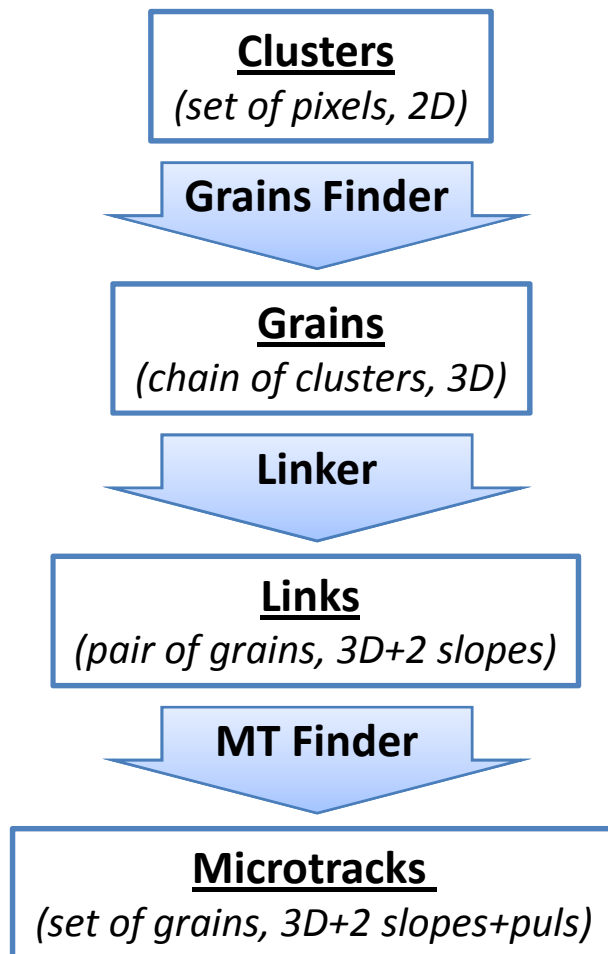 Clusters
(set of pixels, 2D)
Grains Finder
Grains
(chain of clusters, 3D)
Linker
Links
(pair of grains, 3D+2 slopes)
MT Finder
Microtracks
(set of grains, 3D+2 slopes+puls)